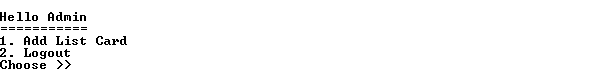 Hello Admin
===========
1. Add List Card
2. Logout
Choose >>